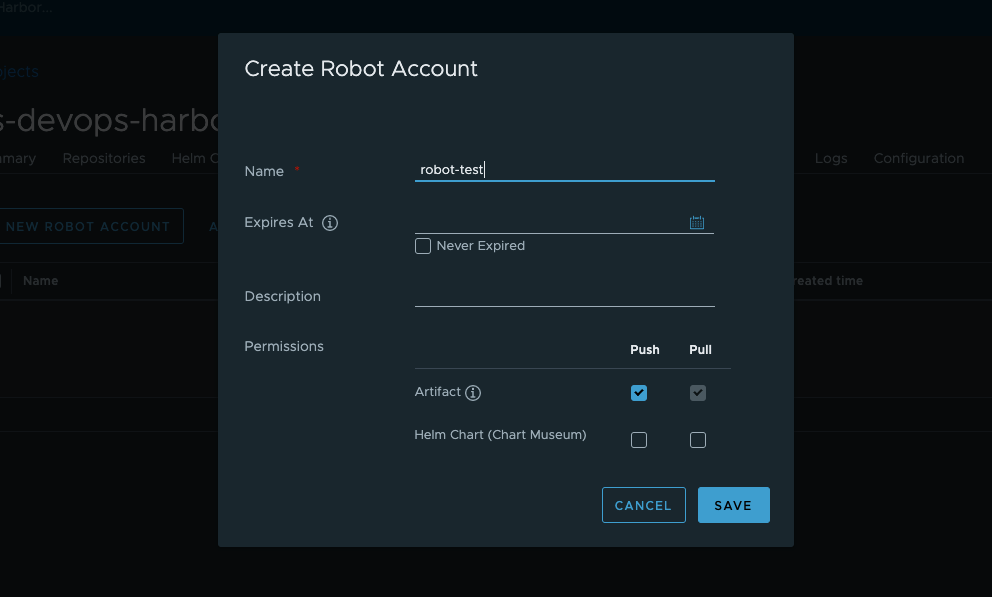 Harbor...
Create Robot Account
jects
s-devops-harbo
mmary Repositories Helm C Logs Configuration
Name * robot-test
Expires At
NEW ROBOT ACCOUNT A
Never Expired
Name reated time
Description
Permissions
Push Pull
Artifact
Helm Chart (Chart Museum)
CANCEL SAVE